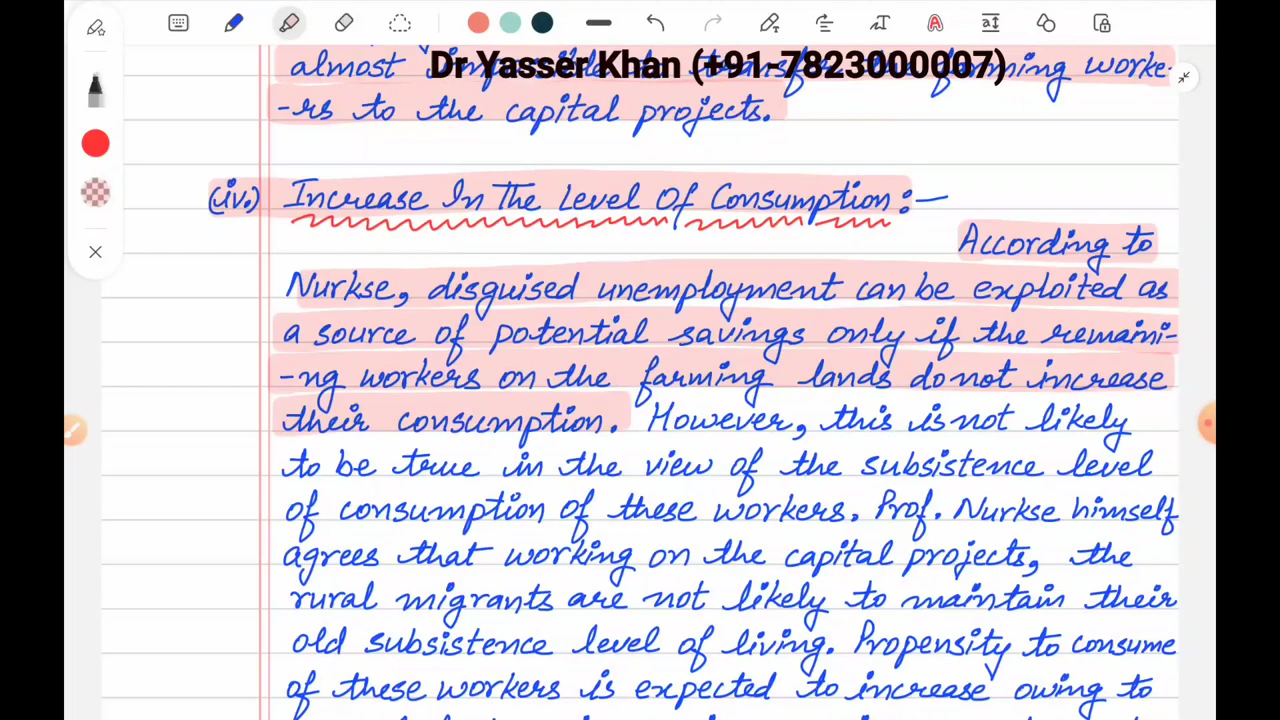 Dr Yasser Khan (+91-7823000007)
almost impossible to transfer the farming worke-
-rs to the capital projects.
(iv.) Increase In The Level Of Consumption :—
According to
Nurkse, disguised unemployment can be exploited as
a source of potential savings only if the remaini-
-ng workers on the farming lands do not increase
their consumption. However, this is not likely
to be true in the view of the subsistence level
of consumption of these workers. Prof. Nurkse himself
agrees that working on the capital projects, the
rural migrants are not likely to maintain their
old subsistence level of living. Propensity to consume
of these workers is expected to increase owing to